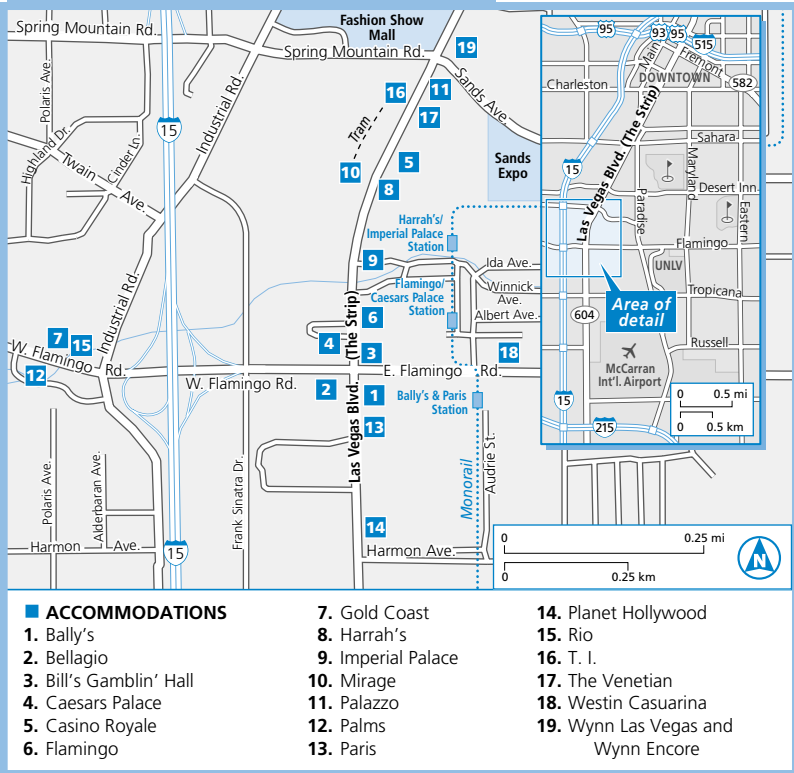 Fashion Show
Mall
Spring Mountain Rd.
Spring Mountain Rd.
Polaris Ave.
Highland Dr.
Twain Ave.
Cinder Ln.
Industrial Rd.
15
Tram
Sands Ave.
Sands
Expo
19
16
11
17
10
5
8
Harrah's/
Imperial Palace
Station
9
Ida Ave.
Winnick
Ave.
Albert Ave.
Flamingo/
Caesars Palace
Station
Industrial Rd.
6
4
3
18
7
15
12
W. Flamingo Rd.
W. Flamingo Rd.
E. Flamingo Rd.
2
1
13
Las Vegas Blvd. (The Strip)
Bally's & Paris
Station
Monorail
Audrie St.
Polaris Ave.
Alderbaran Ave.
Frank Sinatra Dr.
14
Harmon Ave.
15
Harmon Ave.
95
93
95
515
Main
Fremont
DOWNTOWN
582
Charleston
Las Vegas Blvd. (The Strip)
Sahara
15
Maryland
Desert Inn
Paradise
Eastern
Flamingo
UNLV
Tropicana
Area of
detail
604
Russell
McCarran
Int'l. Airport
15
215
0 0.5 mi
0 0.5 km
0 0.25 mi
0 0.25 km
N
ACCOMMODATIONS
1. Bally's
2. Bellagio
3. Bill's Gamblin' Hall
4. Caesars Palace
5. Casino Royale
6. Flamingo
7. Gold Coast
8. Harrah's
9. Imperial Palace
10. Mirage
11. Palazzo
12. Palms
13. Paris
14. Planet Hollywood
15. Rio
16. T. I.
17. The Venetian
18. Westin Casuarina
19. Wynn Las Vegas and
Wynn Encore